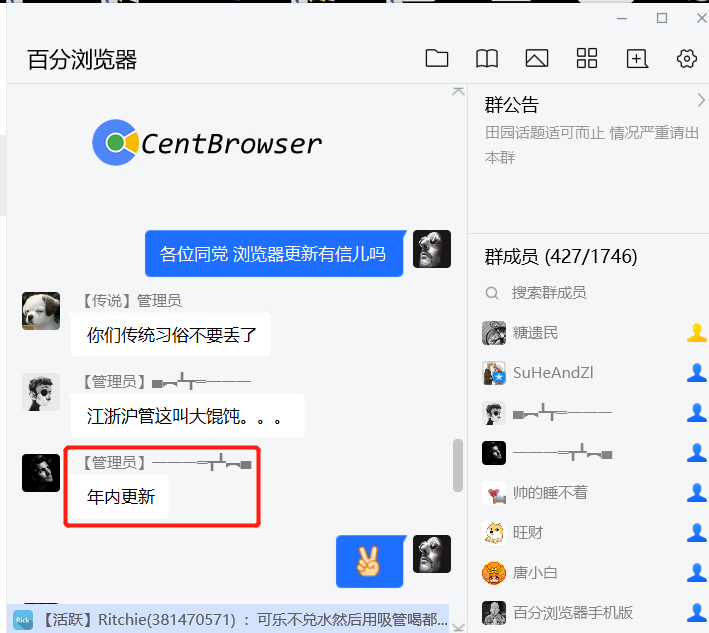 百分浏览器
CentBrowser
各位同党 浏览器更新有信儿吗
【传说】管理员
你们传统习俗不要丢了
【管理员】▄︻┻┳═一一一一
江浙沪管这叫大馄饨。。。
【管理员】一一一一═┳┻︻▄
年内更新
Rick
【活跃】Ritchie(381470571) ：可乐不兑水然后用吸管喝都...
群公告
田园话题适可而止 情况严重请出
本群
群成员 (427/1746)
搜索群成员
糖遗民
SuHeAndZl
▄︻┻┳═一一一一
一一一一═┳┻︻▄
帅的睡不着
旺财
唐小白
百分浏览器手机版